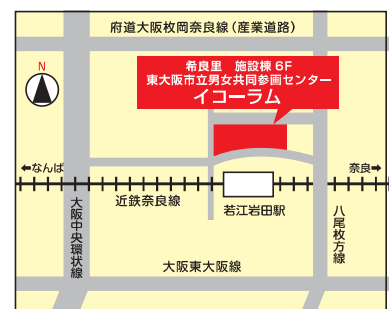 府道大阪枚岡奈良線(産業道路)
N
希良里 施設棟6F
東大阪市立男女共同参画センター
イコーラム
←なんば
奈良→
近鉄奈良線
若江岩田駅
大阪中央環状線
八尾枚方線
大阪東大阪線